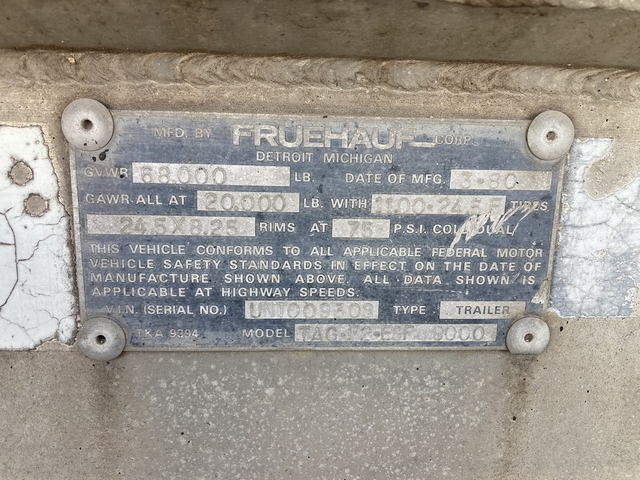 MFD. BY FRUEHAUF CORP.
DETROIT MICHIGAN
GVWR 68.000 LB. DATE OF MFG. 3-80
GAWR ALL AT 20.000 LB. WITH 1100-24.5 F TIRES
24.5X8.25 RIMS AT 75 P.S.I. COLD DUAL/
THIS VEHICLE CONFORMS TO ALL APPLICABLE FEDERAL MOTOR
VEHICLE SAFETY STANDARDS IN EFFECT ON THE DATE OF
MANUFACTURE SHOWN ABOVE. ALL DATA SHOWN IS
APPLICABLE AT HIGHWAY SPEEDS.
V.I.N. (SERIAL NO.) TYPE TRAILER
TKA 9394 MODEL